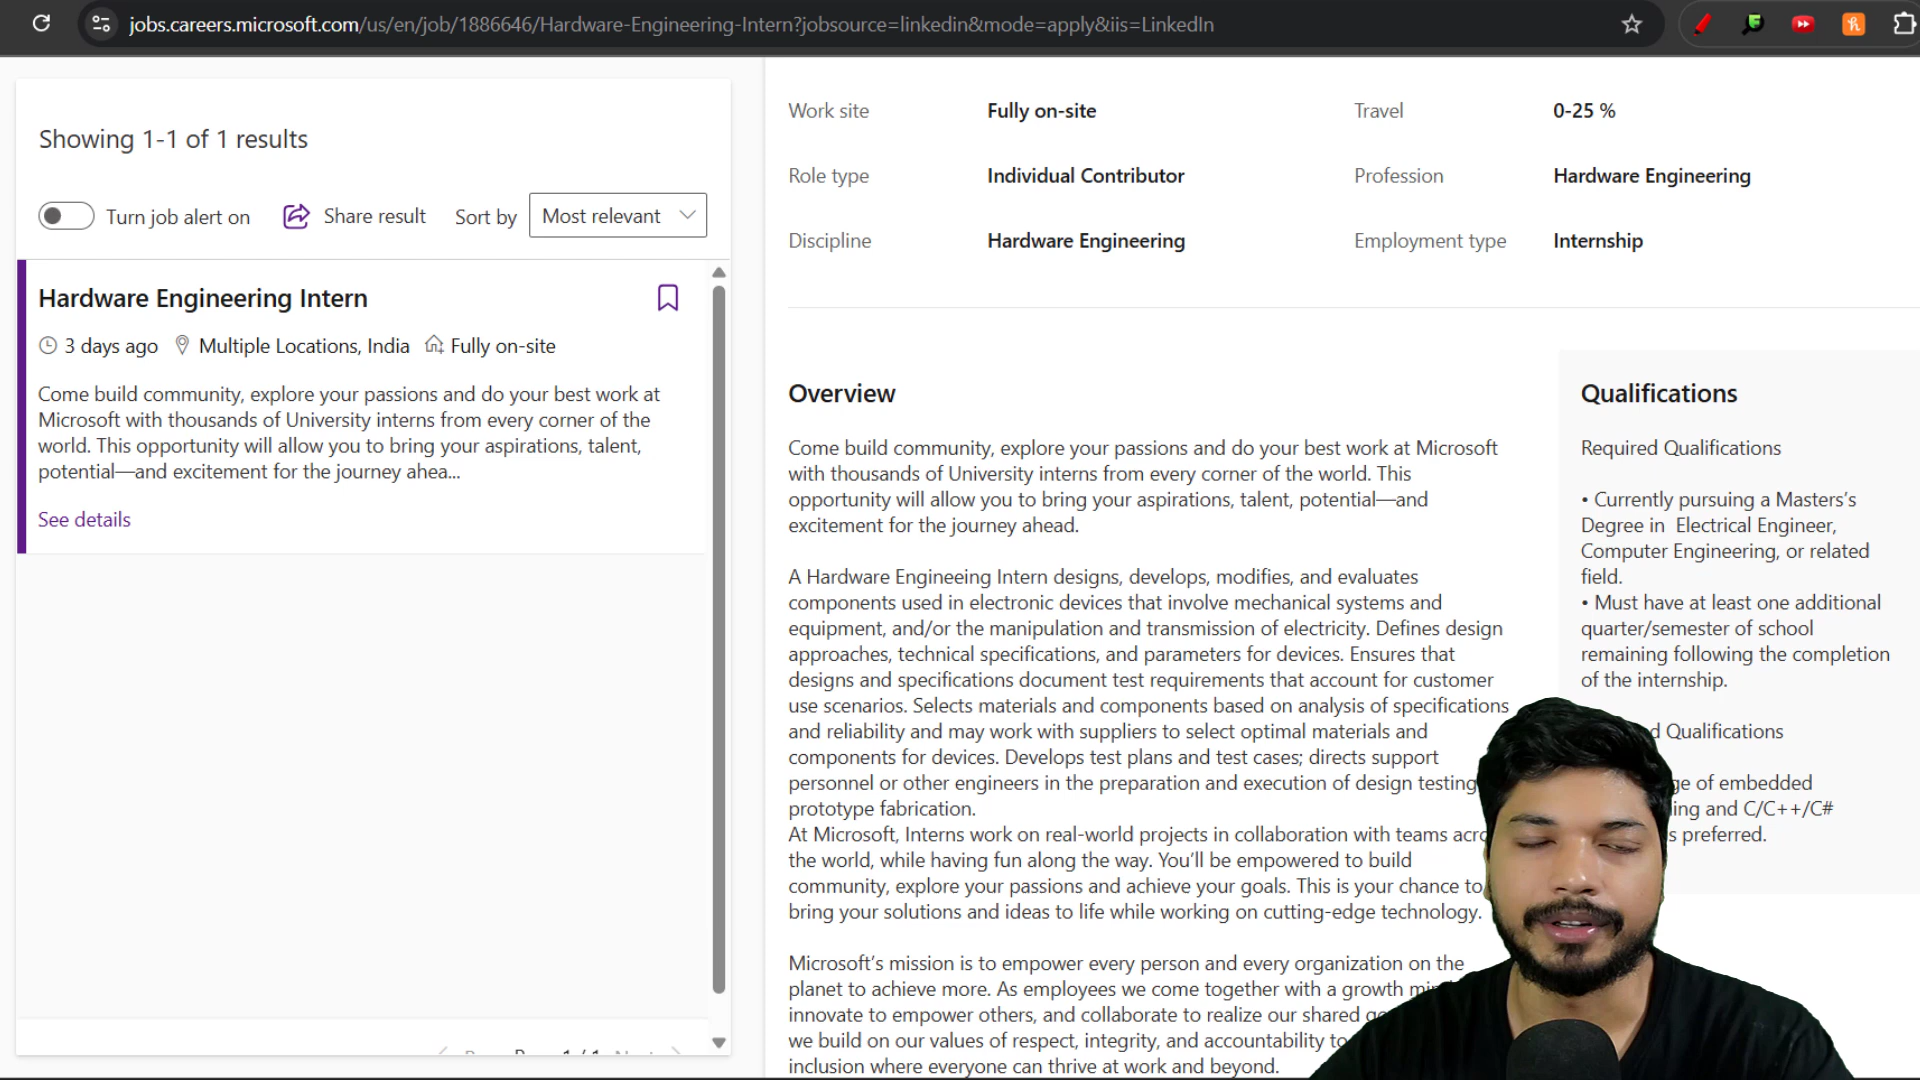 jobs.careers.microsoft.com/us/en/job/1886646/Hardware-Engineering-Intern?jobsource=linkedin&mode=apply&iis=LinkedIn
Showing 1-1 of 1 results
Turn job alert on
Share result
Sort by
Most relevant
Hardware Engineering Intern
3 days ago
Multiple Locations, India
Fully on-site
Come build community, explore your passions and do your best work at
Microsoft with thousands of University interns from every corner of the
world. This opportunity will allow you to bring your aspirations, talent,
potential—and excitement for the journey ahea...
See details
1 / 1
Work site Fully on-site Travel 0-25 %
Role type Individual Contributor Profession Hardware Engineering
Discipline Hardware Engineering Employment type Internship
Overview
Come build community, explore your passions and do your best work at Microsoft
with thousands of University interns from every corner of the world. This
opportunity will allow you to bring your aspirations, talent, potential—and
excitement for the journey ahead.
A Hardware Engineeing Intern designs, develops, modifies, and evaluates
components used in electronic devices that involve mechanical systems and
equipment, and/or the manipulation and transmission of electricity. Defines design
approaches, technical specifications, and parameters for devices. Ensures that
designs and specifications document test requirements that account for customer
use scenarios. Selects materials and components based on analysis of specifications
and reliability and may work with suppliers to select optimal materials and
components for devices. Develops test plans and test cases; directs support
personnel or other engineers in the preparation and execution of design testing
prototype fabrication.
At Microsoft, Interns work on real-world projects in collaboration with teams
the world, while having fun along the way. You’ll be empowered to build
community, explore your passions and achieve your goals. This is your chance to
bring your solutions and ideas to life while working on cutting-edge technology.
Microsoft’s mission is to empower every person and every organization on the
planet to achieve more. As employees we come together with a growth
innovate to empower others, and collaborate to realize our shared
we build on our values of respect, integrity, and accountability to
inclusion where everyone can thrive at work and beyond.
Qualifications
Required Qualifications
• Currently pursuing a Masters’s
Degree in Electrical Engineer,
Computer Engineering, or related
field.
• Must have at least one additional
quarter/semester of school
remaining following the completion
of the internship.
Qualifications
of embedded
and C/C++/C#
preferred.